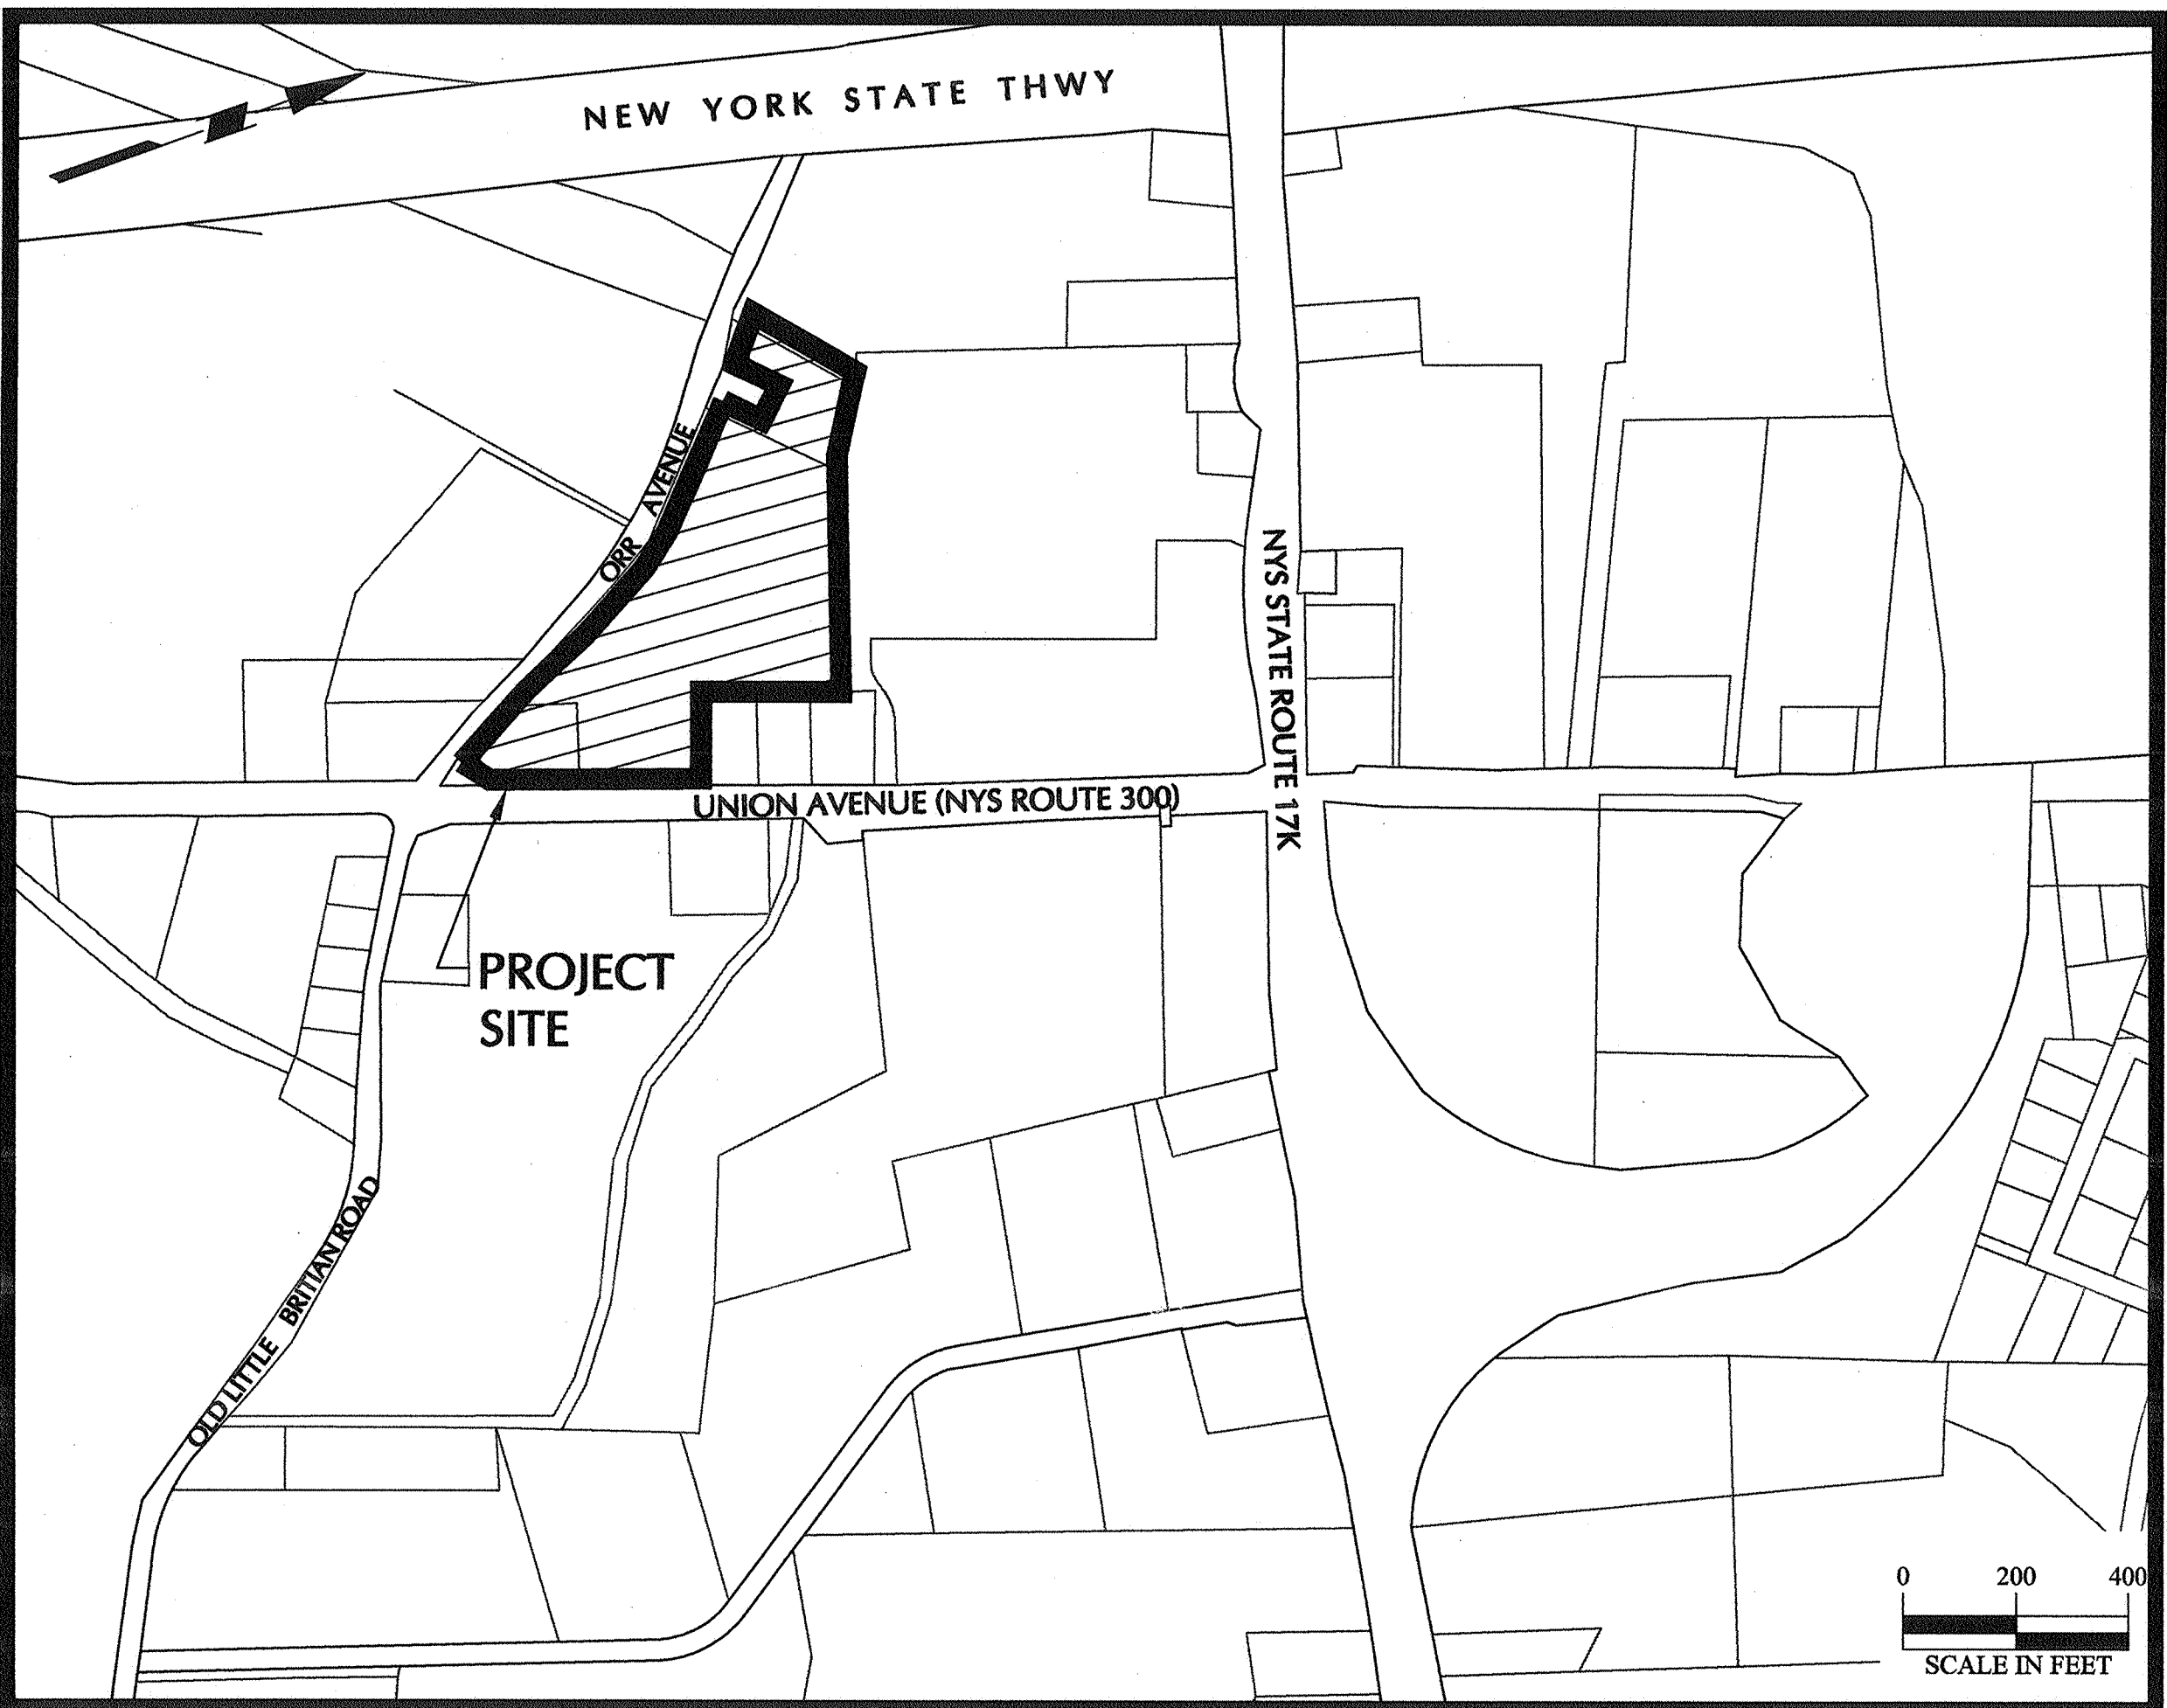 NEW YORK STATE THWY
ORR AVENUE
NYS STATE ROUTE 17K
UNION AVENUE (NYS ROUTE 300)
PROJECT
SITE
OLD LITTLE BRITIAN ROAD
0 200 400
SCALE IN FEET